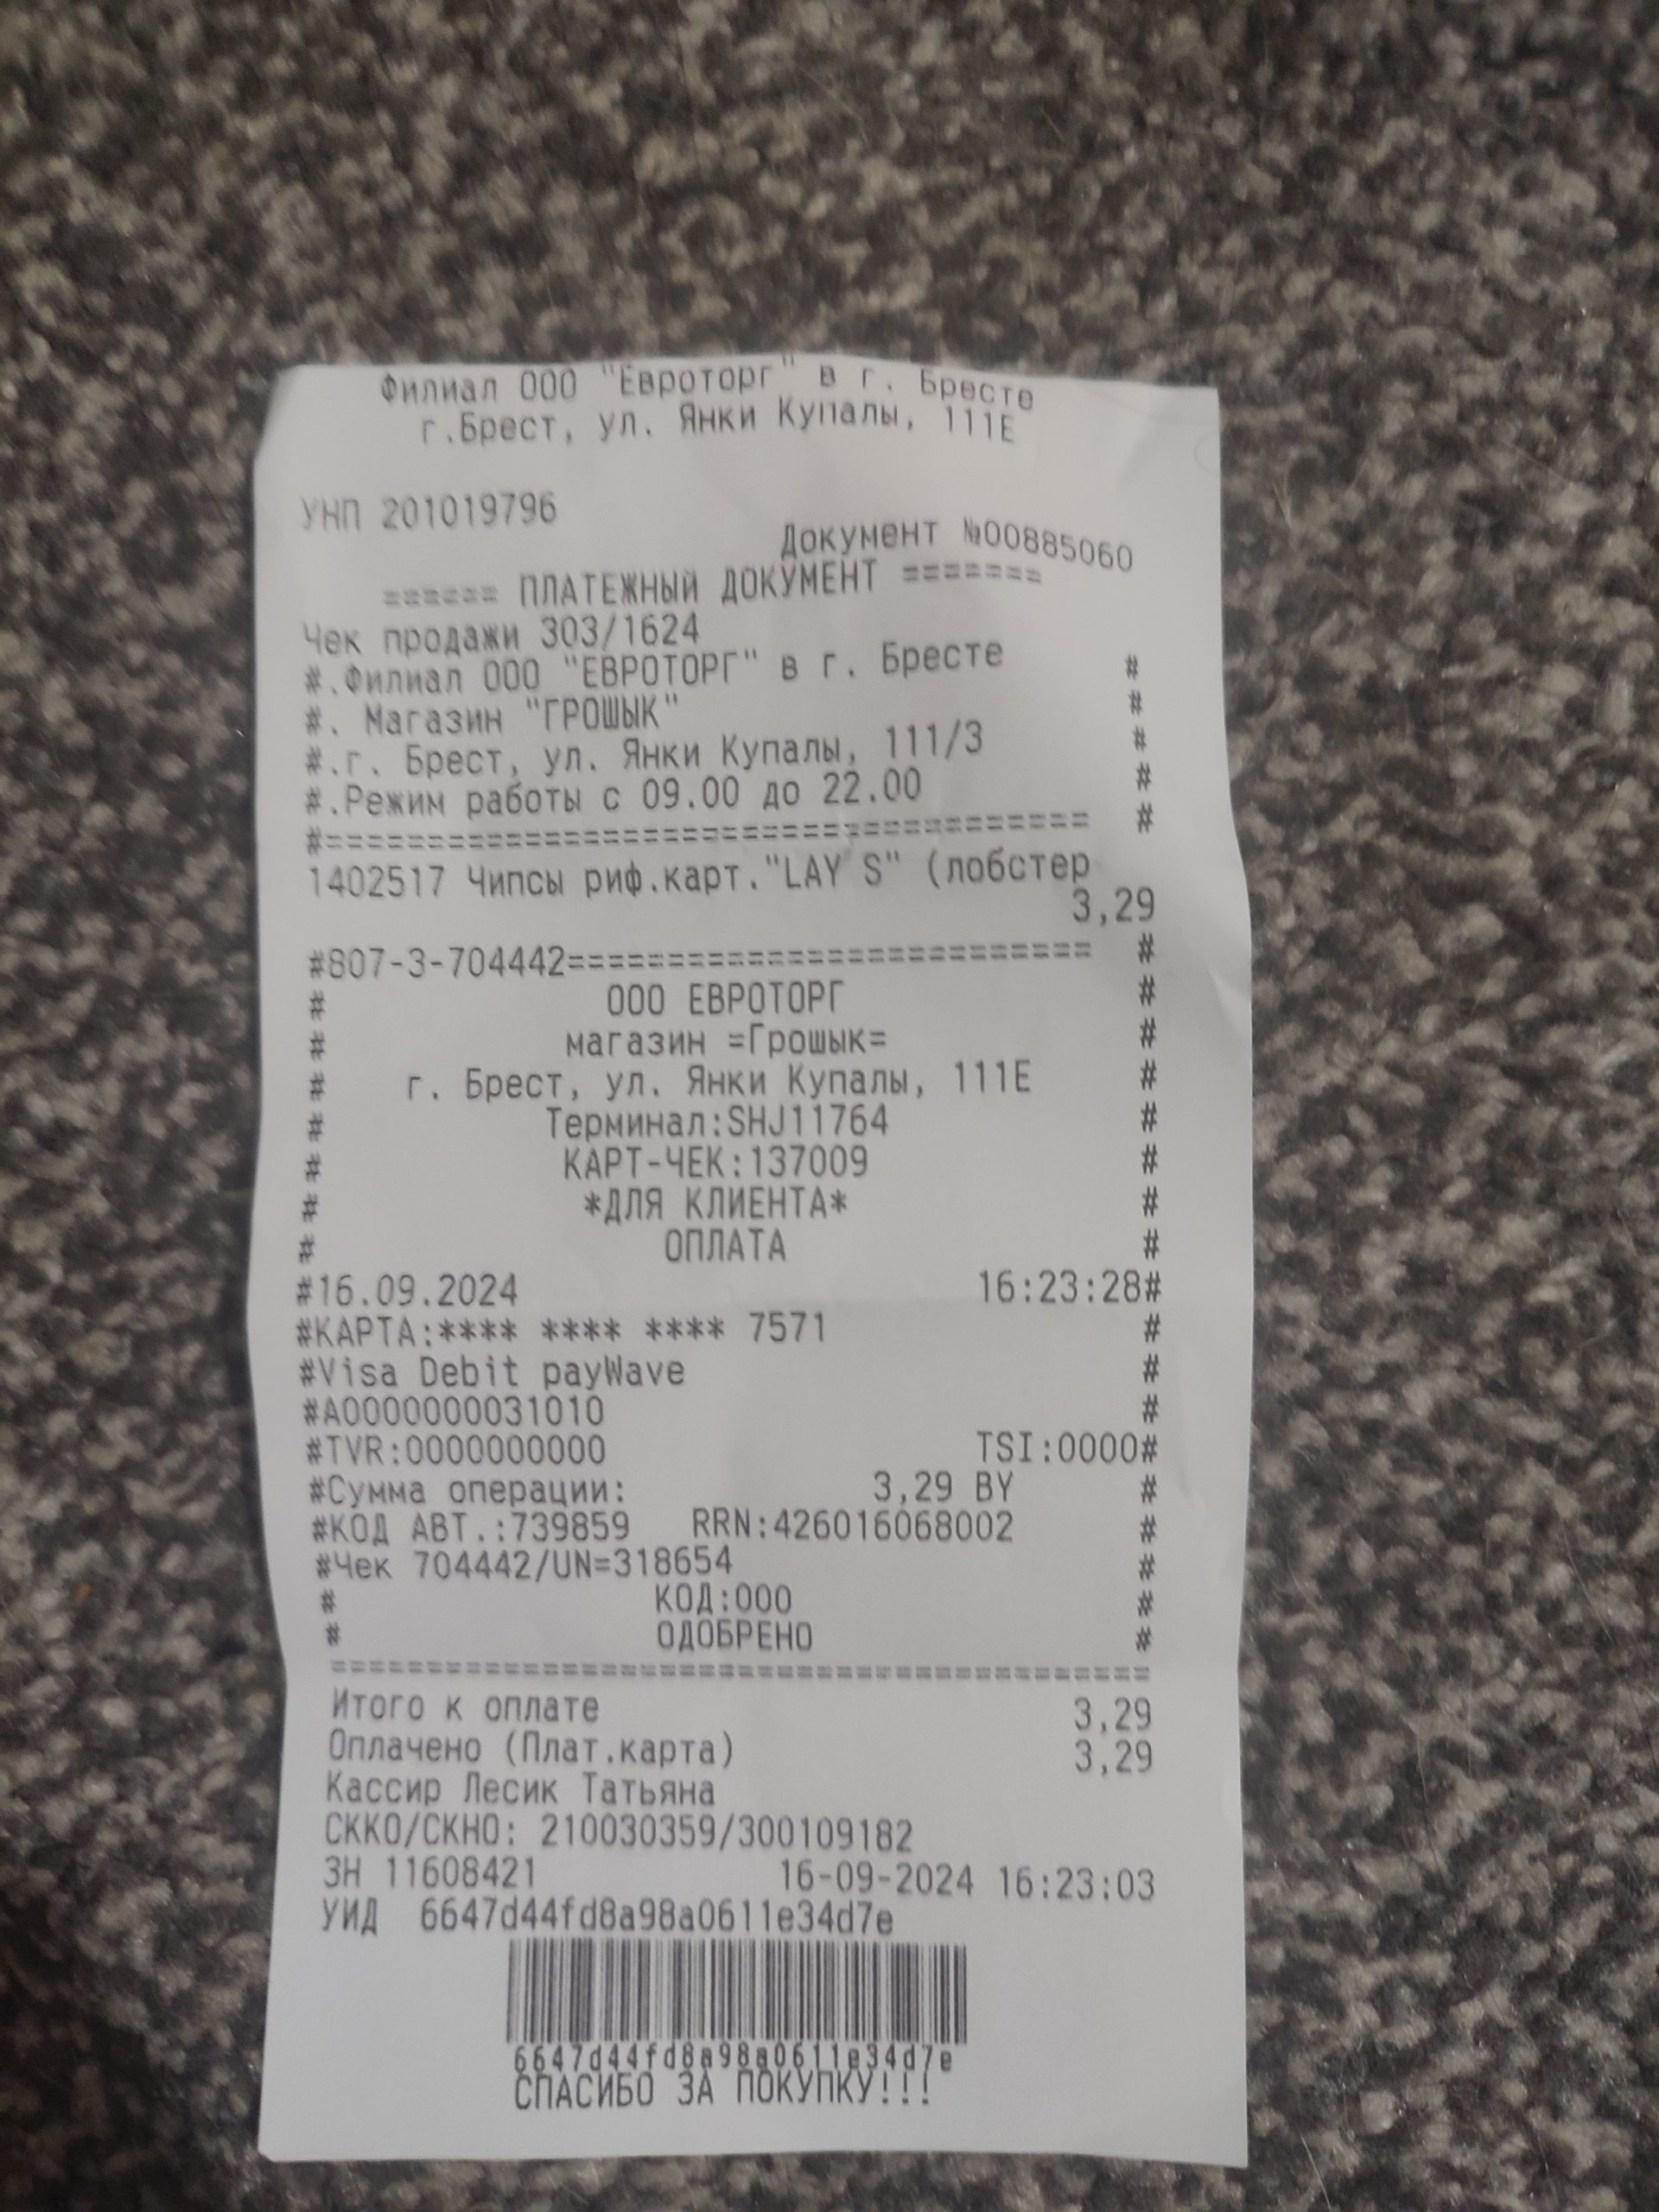 Филиал ООО "Евроторг" в г. Бресте
г.Брест, ул. Янки Купалы, 111Е
УНП 201019796
Документ №00885060
====== ПЛАТЕЖНЫЙ ДОКУМЕНТ =======
Чек продажи 303/1624
#.Филиал ООО "ЕВРОТОРГ" в г. Бресте #
#. Магазин "ГРОШЫК" #
#.г. Брест, ул. Янки Купалы, 111/3 #
#.Режим работы с 09.00 до 22.00 #
#====================================== #
1402517 Чипсы риф.карт."LAY S" (лобстер
3,29
#807-3-704442========================== #
# ООО ЕВРОТОРГ #
# магазин =Грошык= #
# г. Брест, ул. Янки Купалы, 111Е #
# Терминал:SHJ11764 #
# КАРТ-ЧЕК:137009 #
# *ДЛЯ КЛИЕНТА* #
# ОПЛАТА #
#16.09.2024 16:23:28#
#КАРТА:**** **** **** 7571 #
#Visa Debit payWave #
#A0000000031010 #
#TVR:0000000000 TSI:0000#
#Сумма операции: 3,29 BY #
#КОД АВТ.:739859 RRN:426016068002 #
#Чек 704442/UN=318654 #
# КОД:000 #
# ОДОБРЕНО #
========================================
Итого к оплате 3,29
Оплачено (Плат.карта) 3,29
Кассир Лесик Татьяна
СККО/СКНО: 210030359/300109182
ЗН 11608421 16-09-2024 16:23:03
УИД 6647d44fd8a98a0611e34d7e
6647d44fd8a98a0611e34d7e
СПАСИБО ЗА ПОКУПКУ!!!